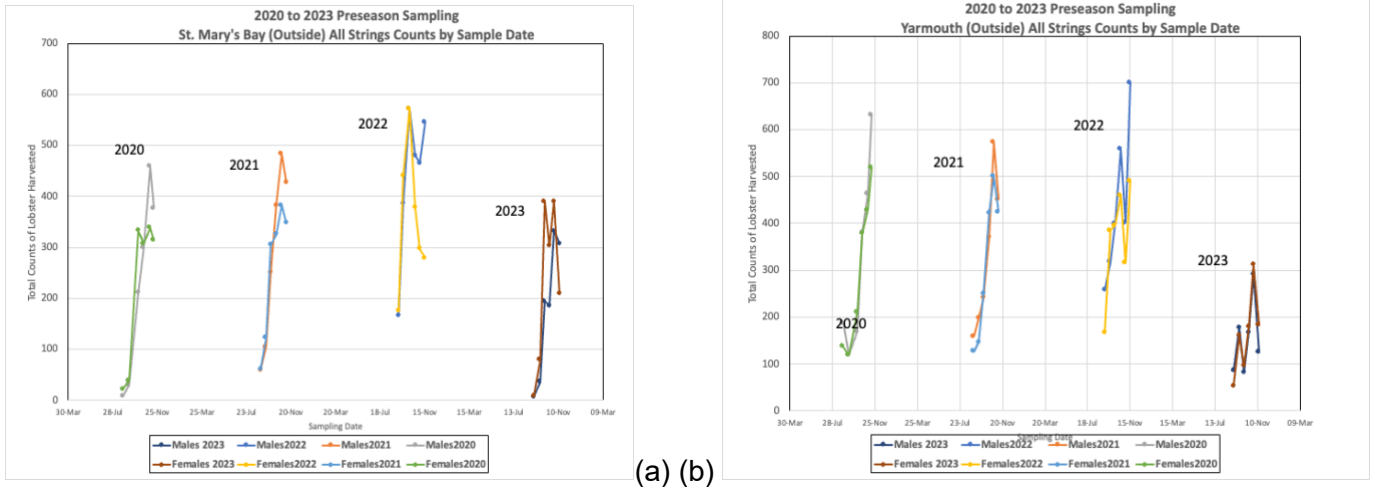 2020 to 2023 Preseason Sampling
St. Mary's Bay (Outside) All Strings Counts by Sample Date
Total Counts of Lobster Harvested
700
600
500
400
300
200
100
0
2020
2021
2022
2023
30-Mar 28-Jul 25-Nov 25-Mar 23-Jul 20-Nov 20-Mar 18-Jul 15-Nov 15-Mar 13-Jul 10-Nov 09-Mar
Sampling Date
Males 2023 Males2022 Males2021 Males2020
Females 2023 Females2022 Females2021 Females2020
(a) (b)
2020 to 2023 Preseason Sampling
Yarmouth (Outside) All Strings Counts by Sample Date
Total Counts of Lobster Harvested
800
700
600
500
400
300
200
100
0
2020
2021
2022
2023
30-Mar 28-Jul 25-Nov 25-Mar 23-Jul 20-Nov 20-Mar 18-Jul 15-Nov 15-Mar 13-Jul 10-Nov 09-Mar
Sampling Date
Males 2023 Males2022 Males2021 Males2020
Females 2023 Females2022 Females2021 Females2020